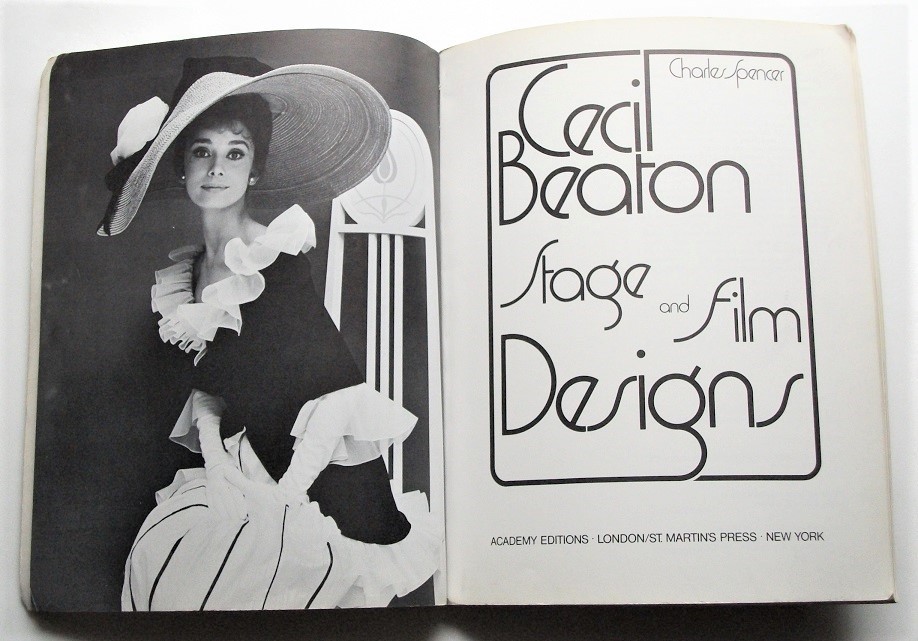 Charles Spencer
Cecil
Beaton
Stage
and Film
Designs
ACADEMY EDITIONS · LONDON/ST. MARTIN'S PRESS · NEW YORK